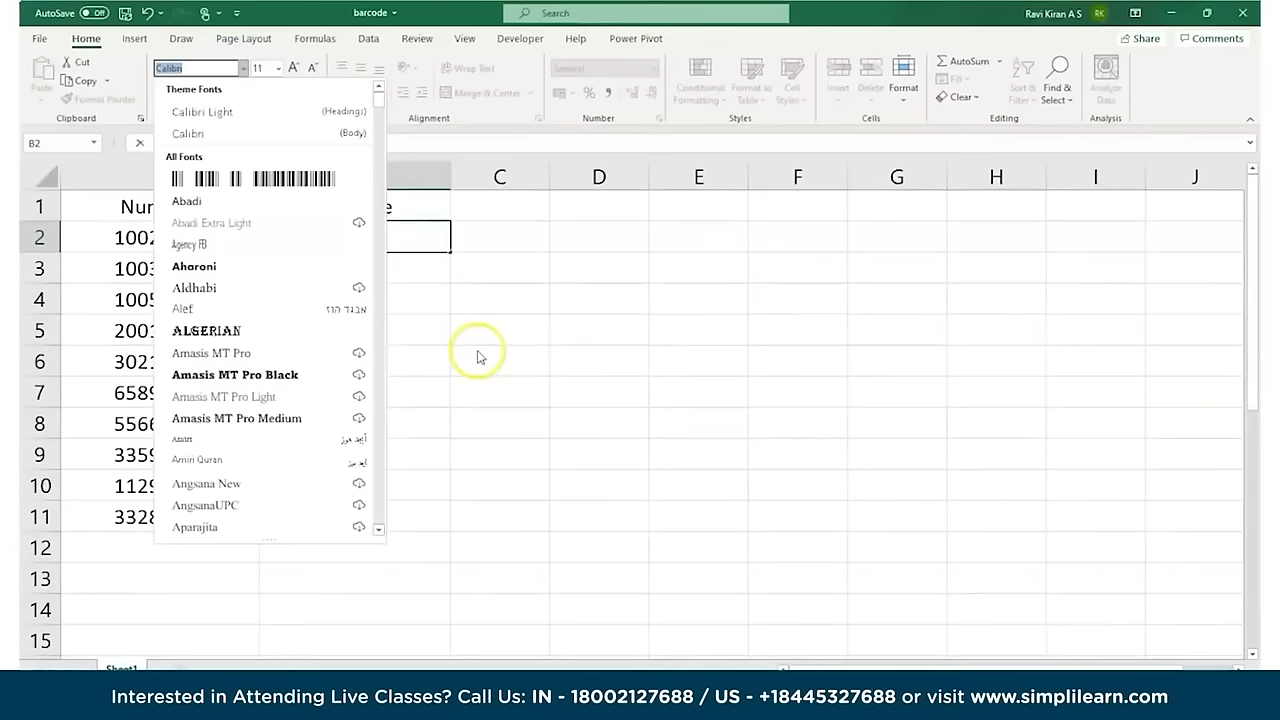 AutoSave Off barcode Search Ravi Kiran A S RK
File Home Insert Draw Page Layout Formulas Data Review View Developer Help Power Pivot Share Comments
Paste Cut Copy Format Painter
Calibri 11
Wrap Text
Merge & Center
General
Conditional Formatting Format as Table Cell Styles
Insert Delete Format
AutoSum Fill Clear
Sort & Filter Find & Select
Analyze Data
Clipboard Alignment Number Styles Cells Editing Analysis
B2
Theme Fonts
Calibri Light (Headings)
Calibri (Body)
All Fonts
Abadi
Abadi Extra Light
Agency FB
Aharoni
Aldhabi
Alef אבגד הוז
ALGERIAN
Amasis MT Pro
Amasis MT Pro Black
Amasis MT Pro Light
Amasis MT Pro Medium
Amiri أبجد هوز
Amiri Quran
Angsana New
AngsanaUPC
Aparajita
C D E F G H I J
1 Nur e
2 1002
3 1003
4 1005
5 2001
6 3021
7 6589
8 5566
9 3359
10 1129
11 3328
12
13
14
15
Sheet1
Interested in Attending Live Classes? Call Us: IN - 18002127688 / US - +18445327688 or visit www.simplilearn.com